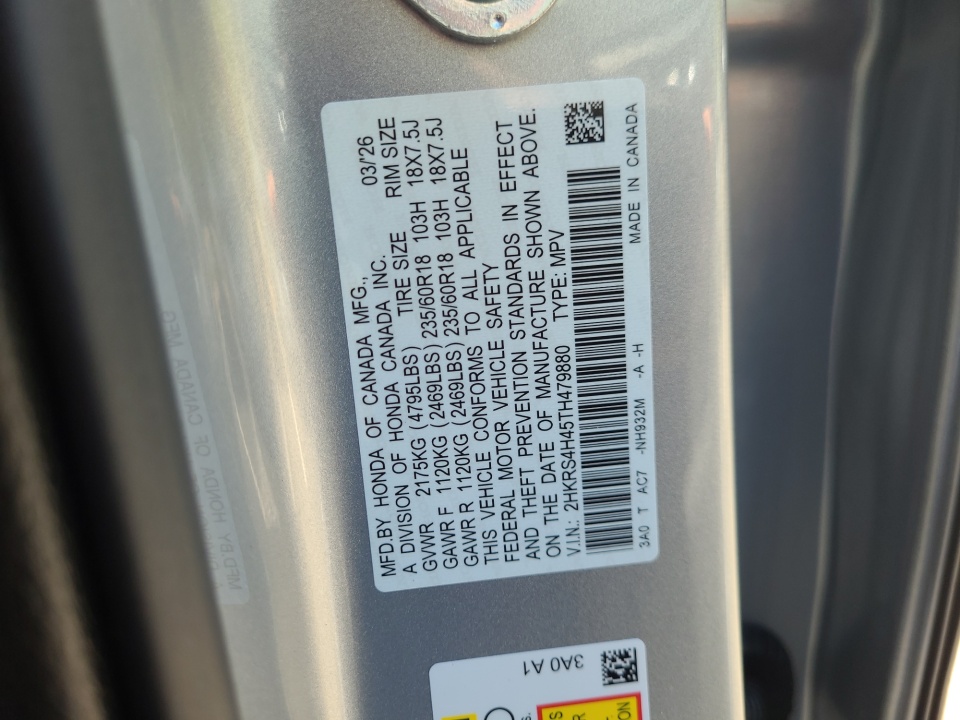 MFD.BY HONDA OF CANADA MFG., 03/'26
A DIVISION OF HONDA CANADA INC.
TIRE SIZE RIM SIZE
GVWR 2175KG (4795LBS)
GAWR F 1120KG (2469LBS) 235/60R18 103H 18X7.5J
GAWR R 1120KG (2469LBS) 235/60R18 103H 18X7.5J
THIS VEHICLE CONFORMS TO ALL APPLICABLE
FEDERAL MOTOR VEHICLE SAFETY
AND THEFT PREVENTION STANDARDS IN EFFECT
ON THE DATE OF MANUFACTURE SHOWN ABOVE.
V.I.N.: 2HKRS4H45TH479880 TYPE: MPV
3A0 T AC7 -NH932M -A -H MADE IN CANADA
3A0 A1